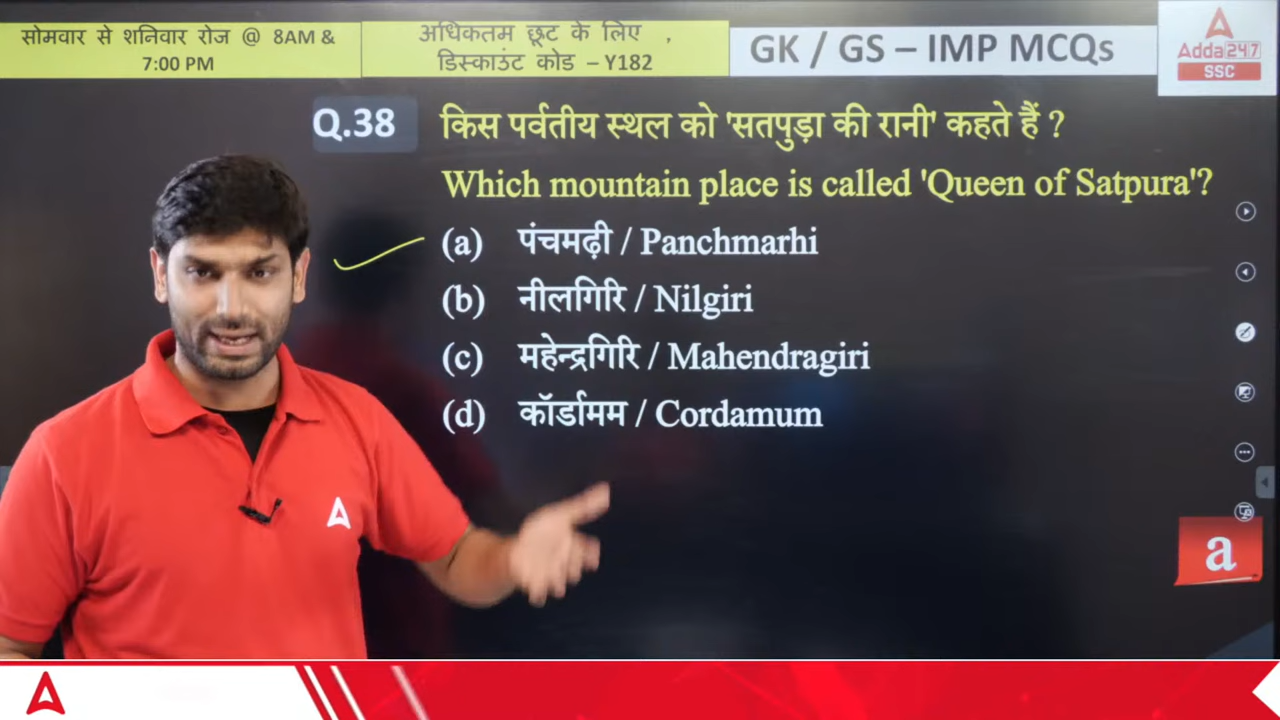 सोमवार से शनिवार रोज @ 8AM &
7:00 PM
अधिकतम छूट के लिए ,
डिस्काउंट कोड – Y182
GK / GS – IMP MCQs
Adda247
SSC
Q.38 किस पर्वतीय स्थल को 'सतपुड़ा की रानी' कहते हैं ?
Which mountain place is called 'Queen of Satpura'?
(a) पंचमढ़ी / Panchmarhi
(b) नीलगिरि / Nilgiri
(c) महेन्द्रगिरि / Mahendragiri
(d) कॉर्डामम / Cordamum
a